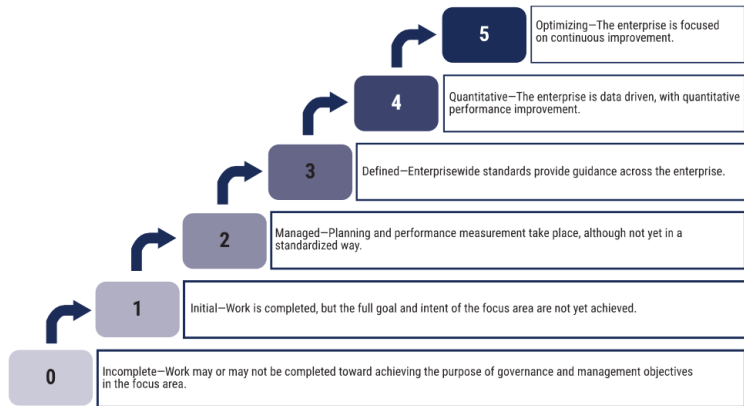 5
Optimizing—The enterprise is focused
on continuous improvement.
4
Quantitative—The enterprise is data driven, with quantitative
performance improvement.
3
Defined—Enterprisewide standards provide guidance across the enterprise.
2
Managed—Planning and performance measurement take place, although not yet in a
standardized way.
1
Initial—Work is completed, but the full goal and intent of the focus area are not yet achieved.
0
Incomplete—Work may or may not be completed toward achieving the purpose of governance and management objectives
in the focus area.